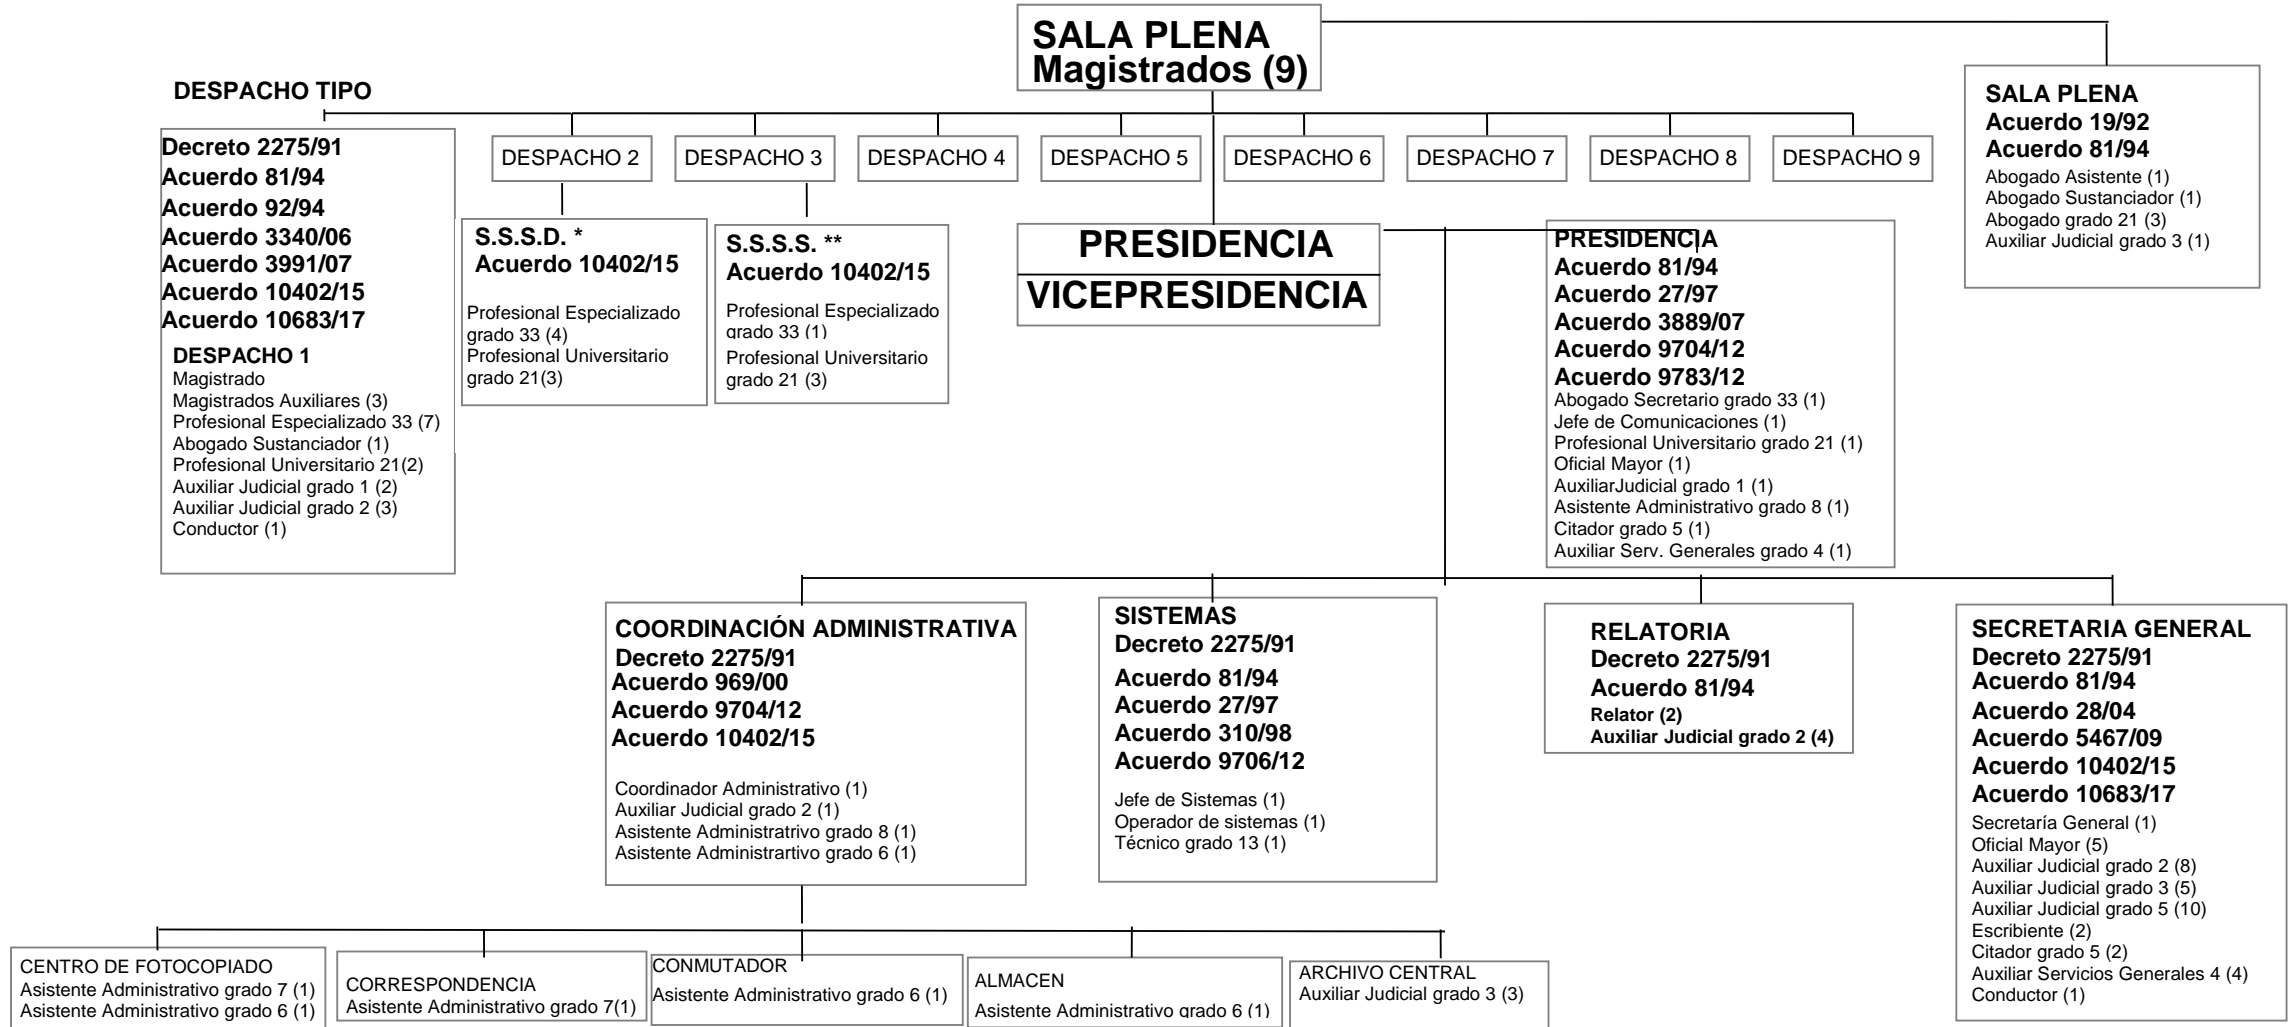 SALA PLENA
Magistrados (9)
DESPACHO TIPO
Decreto 2275/91
Acuerdo 81/94
Acuerdo 92/94
Acuerdo 3340/06
Acuerdo 3991/07
Acuerdo 10402/15
Acuerdo 10683/17
DESPACHO 1
Magistrado
Magistrados Auxiliares (3)
Profesional Especializado 33 (7)
Abogado Sustanciador (1)
Profesional Universitario 21(2)
Auxiliar Judicial grado 1 (2)
Auxiliar Judicial grado 2 (3)
Conductor (1)
DESPACHO 2
DESPACHO 3
DESPACHO 4
DESPACHO 5
DESPACHO 6
DESPACHO 7
DESPACHO 8
DESPACHO 9
SALA PLENA
Acuerdo 19/92
Acuerdo 81/94
Abogado Asistente (1)
Abogado Sustanciador (1)
Abogado grado 21 (3)
Auxiliar Judicial grado 3 (1)
S.S.S.D. *
Acuerdo 10402/15
Profesional Especializado
grado 33 (4)
Profesional Universitario
grado 21(3)
S.S.S.S. **
Acuerdo 10402/15
Profesional Especializado
grado 33 (1)
Profesional Universitario
grado 21 (3)
PRESIDENCIA
VICEPRESIDENCIA
PRESIDENCIA
Acuerdo 81/94
Acuerdo 27/97
Acuerdo 3889/07
Acuerdo 9704/12
Acuerdo 9783/12
Abogado Secretario grado 33 (1)
Jefe de Comunicaciones (1)
Profesional Universitario grado 21 (1)
Oficial Mayor (1)
AuxiliarJudicial grado 1 (1)
Asistente Administrativo grado 8 (1)
Citador grado 5 (1)
Auxiliar Serv. Generales grado 4 (1)
COORDINACIÓN ADMINISTRATIVA
Decreto 2275/91
Acuerdo 969/00
Acuerdo 9704/12
Acuerdo 10402/15
Coordinador Administrativo (1)
Auxiliar Judicial grado 2 (1)
Asistente Administratrivo grado 8 (1)
Asistente Administrartivo grado 6 (1)
SISTEMAS
Decreto 2275/91
Acuerdo 81/94
Acuerdo 27/97
Acuerdo 310/98
Acuerdo 9706/12
Jefe de Sistemas (1)
Operador de sistemas (1)
Técnico grado 13 (1)
RELATORIA
Decreto 2275/91
Acuerdo 81/94
Relator (2)
Auxiliar Judicial grado 2 (4)
SECRETARIA GENERAL
Decreto 2275/91
Acuerdo 81/94
Acuerdo 28/04
Acuerdo 5467/09
Acuerdo 10402/15
Acuerdo 10683/17
Secretaría General (1)
Oficial Mayor (5)
Auxiliar Judicial grado 2 (8)
Auxiliar Judicial grado 3 (5)
Auxiliar Judicial grado 5 (10)
Escribiente (2)
Citador grado 5 (2)
Auxiliar Servicios Generales 4 (4)
Conductor (1)
CENTRO DE FOTOCOPIADO
Asistente Administrativo grado 7 (1)
Asistente Administrativo grado 6 (1)
CORRESPONDENCIA
Asistente Administrativo grado 7(1)
CONMUTADOR
Asistente Administrativo grado 6 (1)
ALMACEN
Asistente Administrativo grado 6 (1)
ARCHIVO CENTRAL
Auxiliar Judicial grado 3 (3)